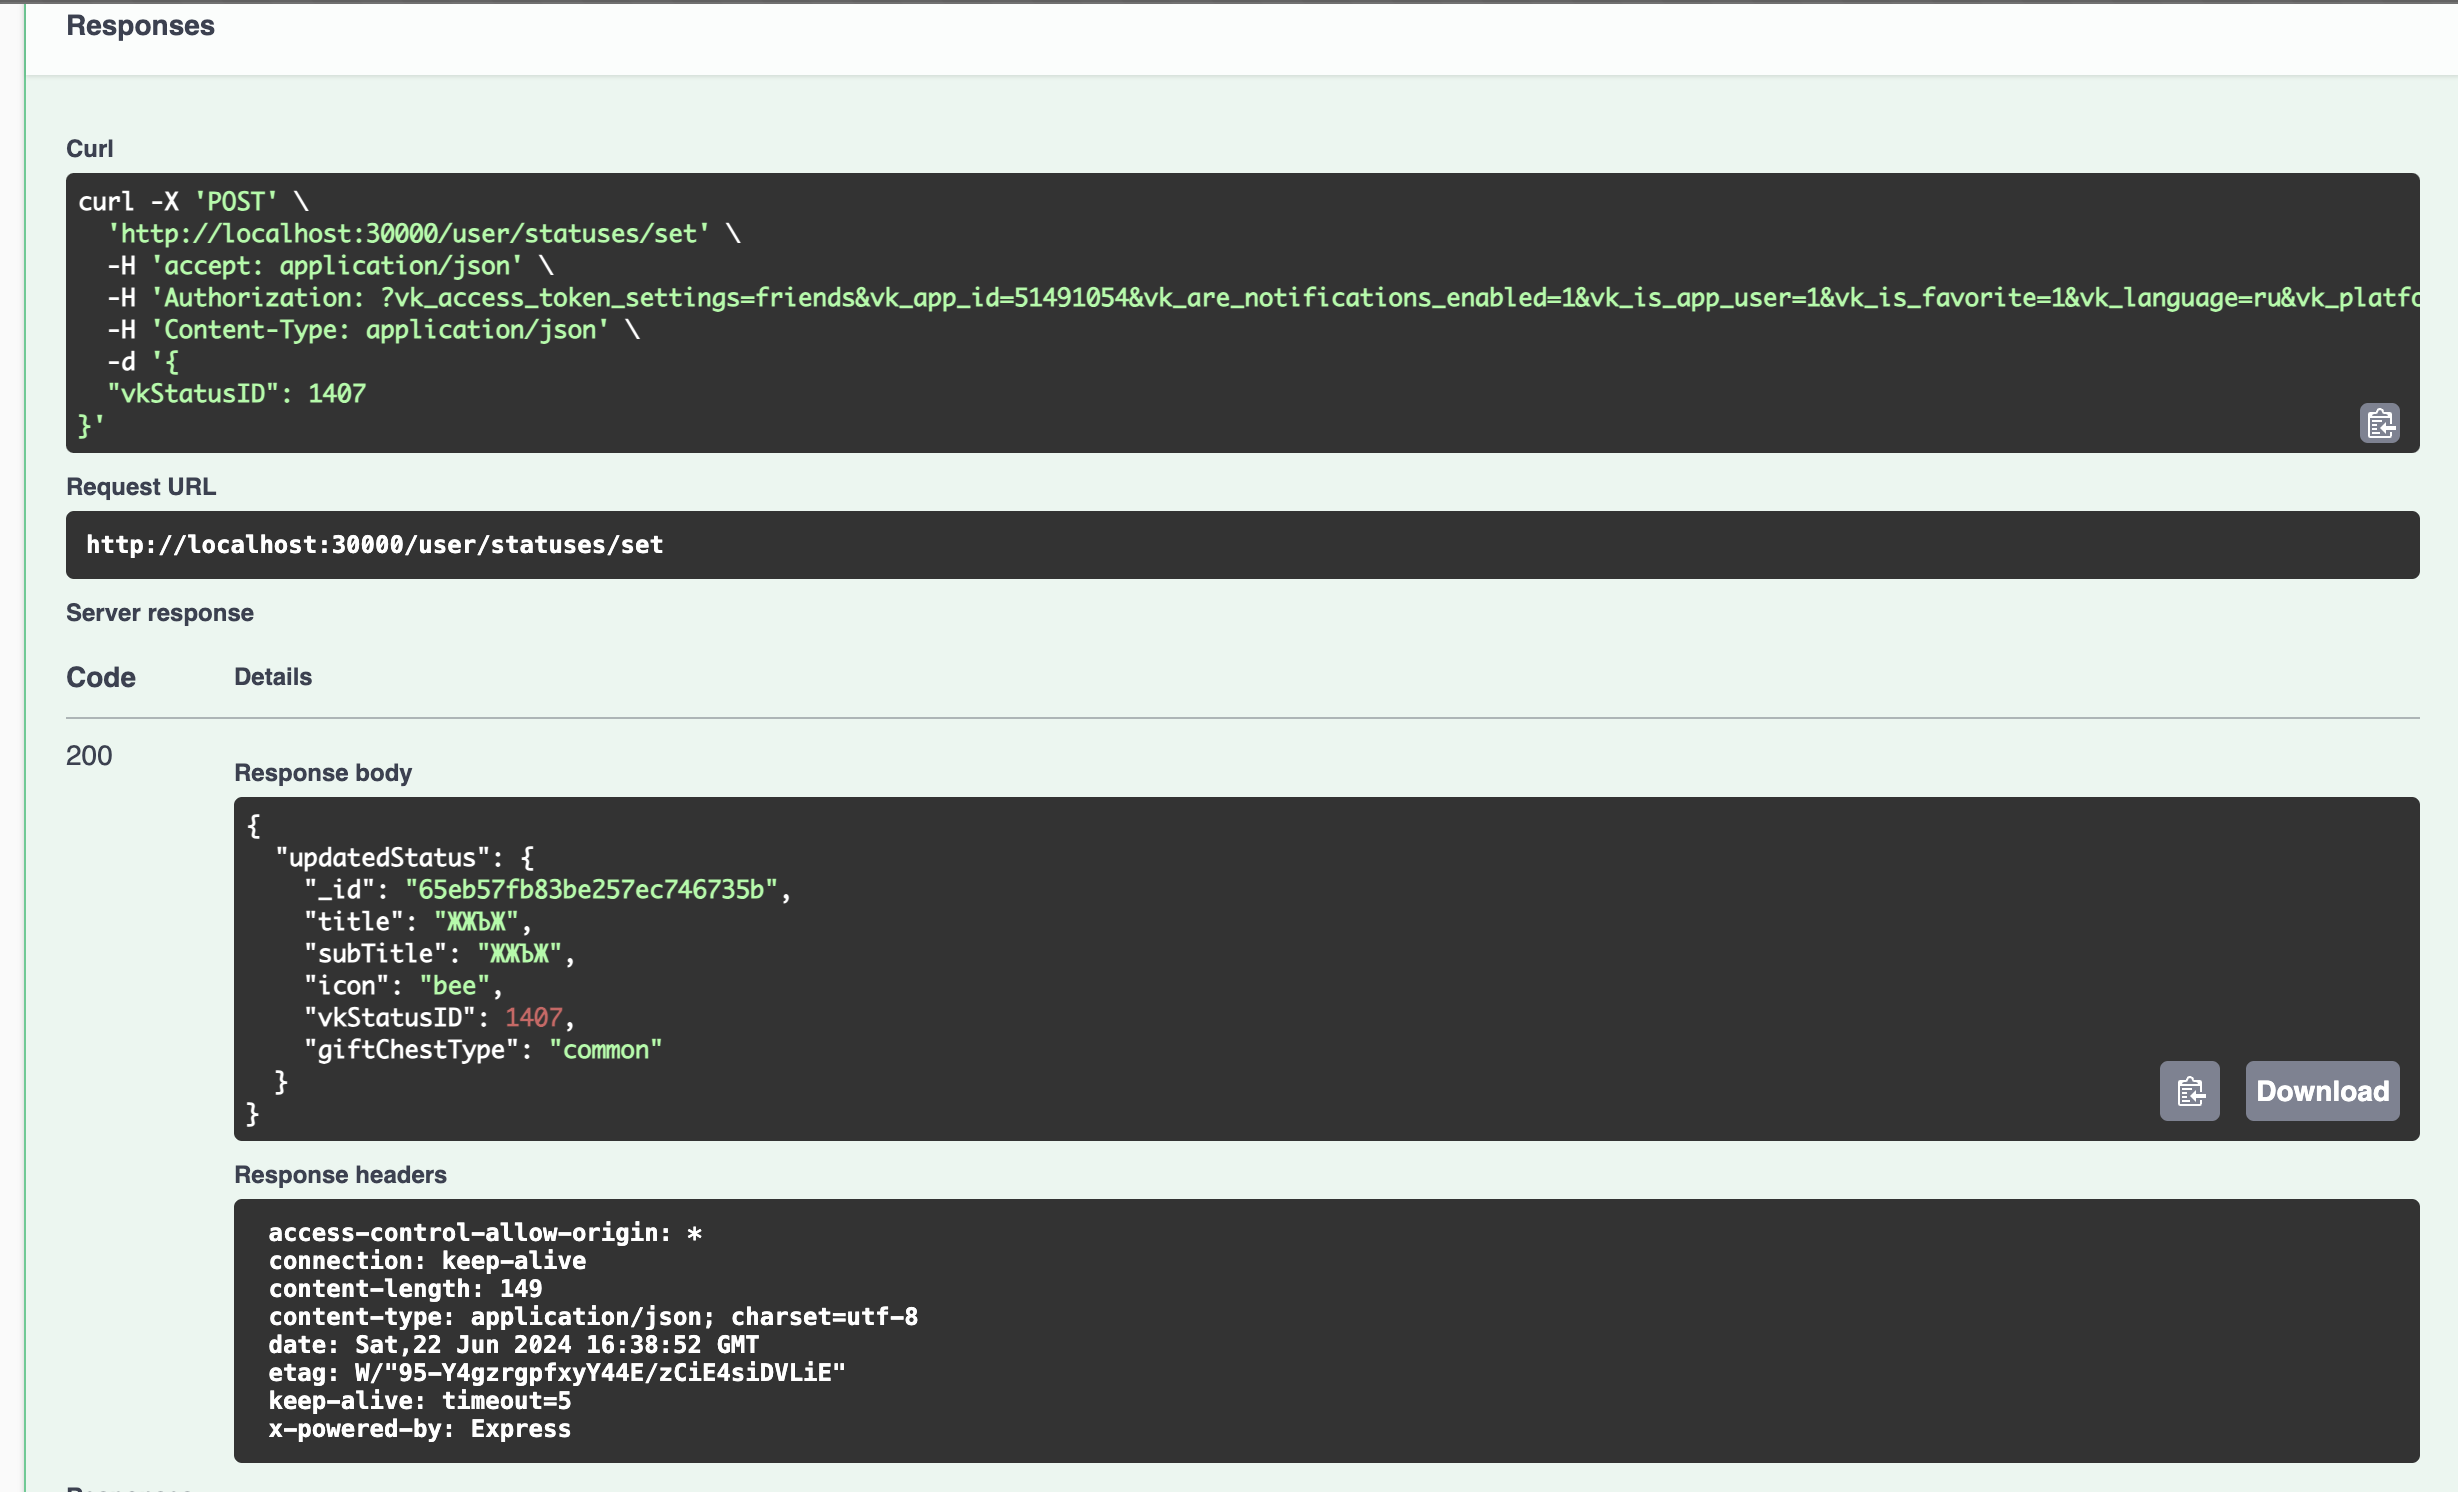 Responses
Curl
curl -X 'POST' \
'http://localhost:30000/user/statuses/set' \
-H 'accept: application/json' \
-H 'Authorization: ?vk_access_token_settings=friends&vk_app_id=51491054&vk_are_notifications_enabled=1&vk_is_app_user=1&vk_is_favorite=1&vk_language=ru&vk_platfo
-H 'Content-Type: application/json' \
-d '{
"vkStatusID": 1407
}'
Request URL
http://localhost:30000/user/statuses/set
Server response
Code Details
200
Response body
{
"updatedStatus": {
"_id": "65eb57fb83be257ec746735b",
"title": "ЖЖЪЖ",
"subTitle": "ЖЖЪЖ",
"icon": "bee",
"vkStatusID": 1407,
"giftChestType": "common"
}
}
Download
Response headers
access-control-allow-origin: *
connection: keep-alive
content-length: 149
content-type: application/json; charset=utf-8
date: Sat,22 Jun 2024 16:38:52 GMT
etag: W/"95-Y4gzrgpfxyY44E/zCiE4siDVLiE"
keep-alive: timeout=5
x-powered-by: Express